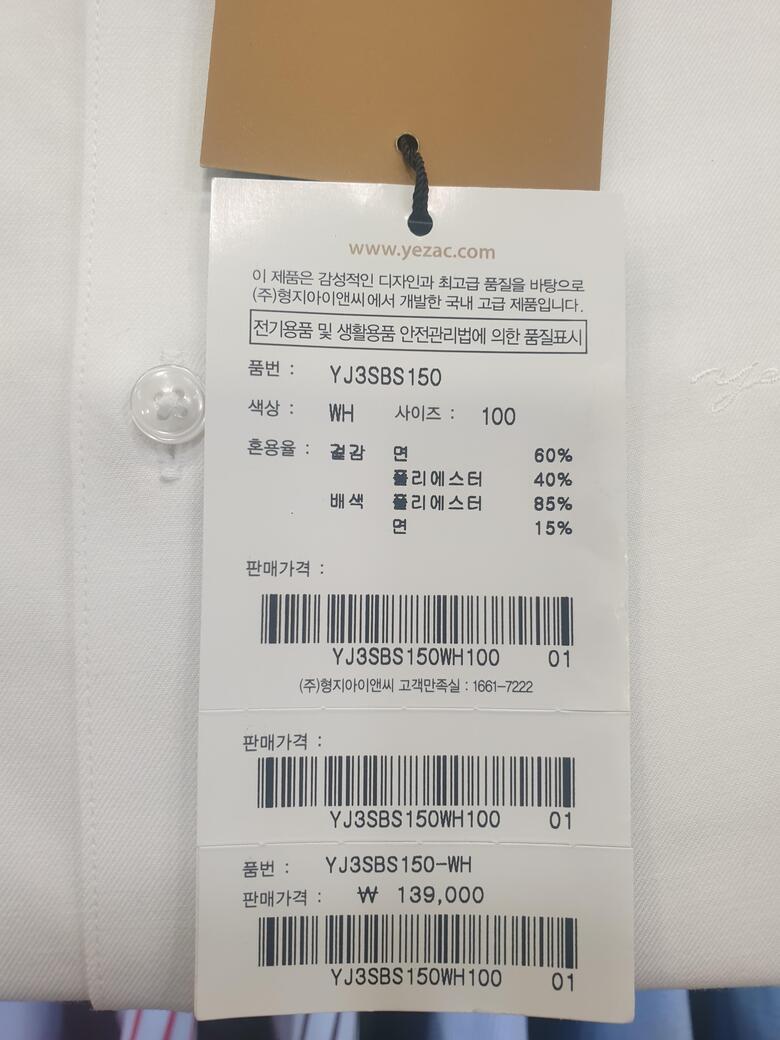 www.yezac.com
이 제품은 감성적인 디자인과 최고급 품질을 바탕으로
(주)형지아이앤씨에서 개발한 국내 고급 제품입니다.
전기용품 및 생활용품 안전관리법에 의한 품질표시
품번 : YJ3SBS150
색상 : WH 사이즈 : 100
혼용율 : 겉감 면 60%
폴리에스터 40%
배색 폴리에스터 85%
면 15%
판매가격 :
YJ3SBS150WH100 01
(주)형지아이앤씨 고객만족실 : 1661-7222
판매가격 :
YJ3SBS150WH100 01
품번 : YJ3SBS150-WH
판매가격 : ₩ 139,000
YJ3SBS150WH100 01